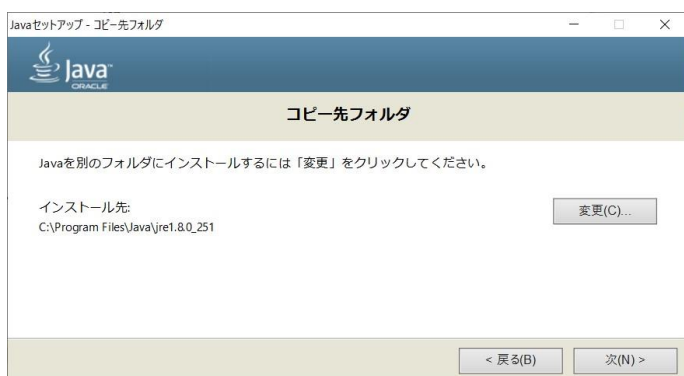 Javaセットアップ - コピー先フォルダ
Java
ORACLE
コピー先フォルダ
Javaを別のフォルダにインストールするには「変更」をクリックしてください。
インストール先:
変更(C)...
C:\Program Files\Java\jre1.8.0_251
< 戻る(B)
次(N) >